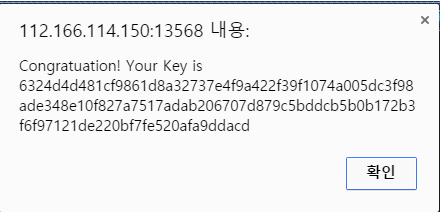 112.166.114.150:13568 내용:
Congratuation! Your Key is
6324d4d481cf9861d8a32737e4f9a422f39f1074a005dc3f98
ade348e10f827a7517adab206707d879c5bddcb5b0b172b3
f6f97121de220bf7fe520afa9ddacd
확인